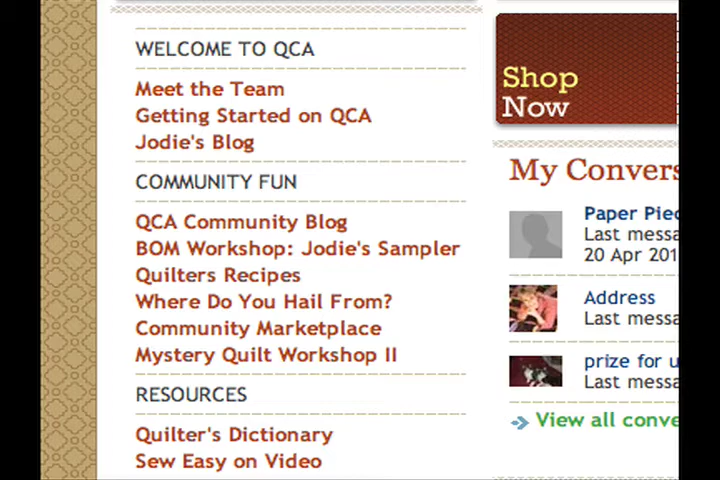 WELCOME TO QCA
Meet the Team
Getting Started on QCA
Jodie's Blog
COMMUNITY FUN
QCA Community Blog
BOM Workshop: Jodie's Sampler
Quilters Recipes
Where Do You Hail From?
Community Marketplace
Mystery Quilt Workshop II
RESOURCES
Quilter's Dictionary
Sew Easy on Video
Shop
Now
My Convers
Paper Piec
Last messa
20 Apr 201
Address
Last messa
prize for u
Last messa
View all conve